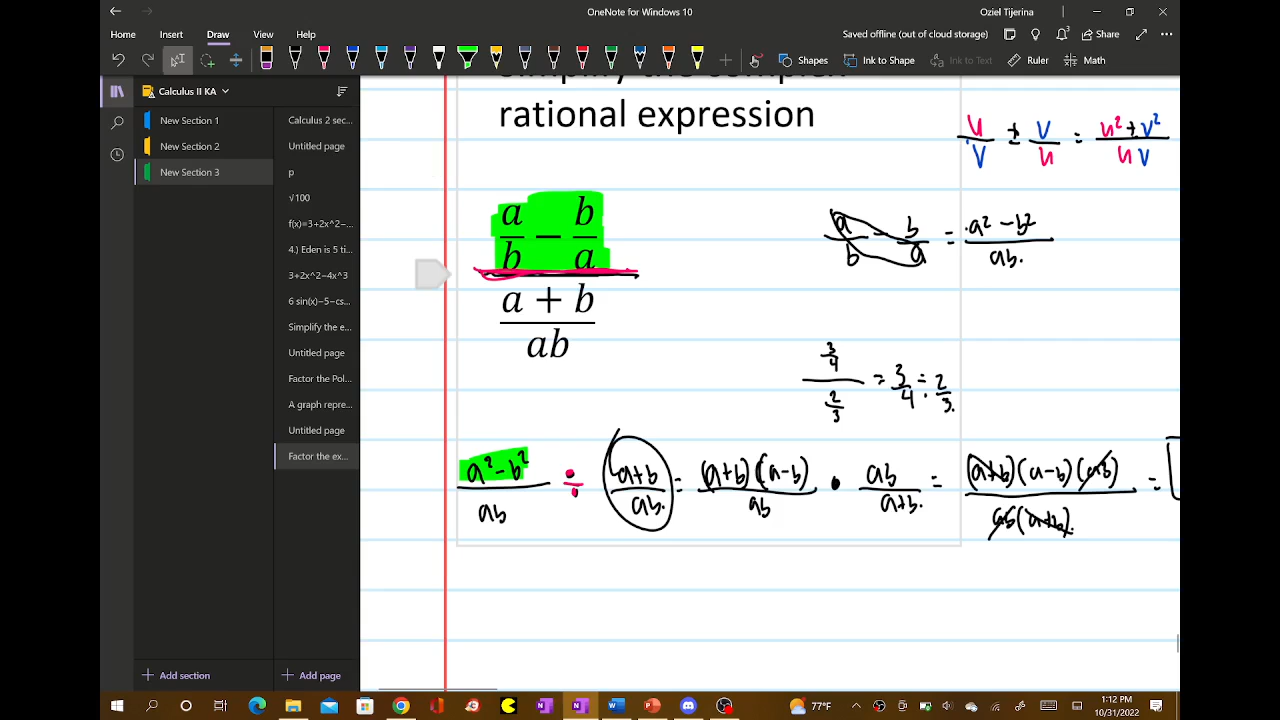 OneNote for Windows 10
Oziel Tijerina
Home Insert Draw View Help
Saved offline (out of cloud storage)
Share
Shapes
Ink to Shape
Ink to Text
Ruler
Math
Calculus II KA
New Section 1
New Section 2
New Section 3
Calculus 2 sec...
Untitled page
p
√100
f(x)=3+2x^2−...
4.) Eden is 5 ti...
3+2x^2−4x^3
6 sin(x)−5−cs...
Simplify the e...
Untitled page
Factor the Pol...
A graph repre...
Untitled page
Factor the ex...
Add section
Add page
rational expression
u/v ± v/u = u² ± v² / uv
a/b − b/a
a + b / ab
a/b − b/a = a² − b² / ab.
3/4 / 2/3 = 3/4 ÷ 2/3.
a² − b² / ab ÷ a+b / ab. = (a+b)(a−b) / ab • ab / a+b. = (a+b)(a−b)(ab) / ab(a+b). =
77°F
1:12 PM
10/31/2022